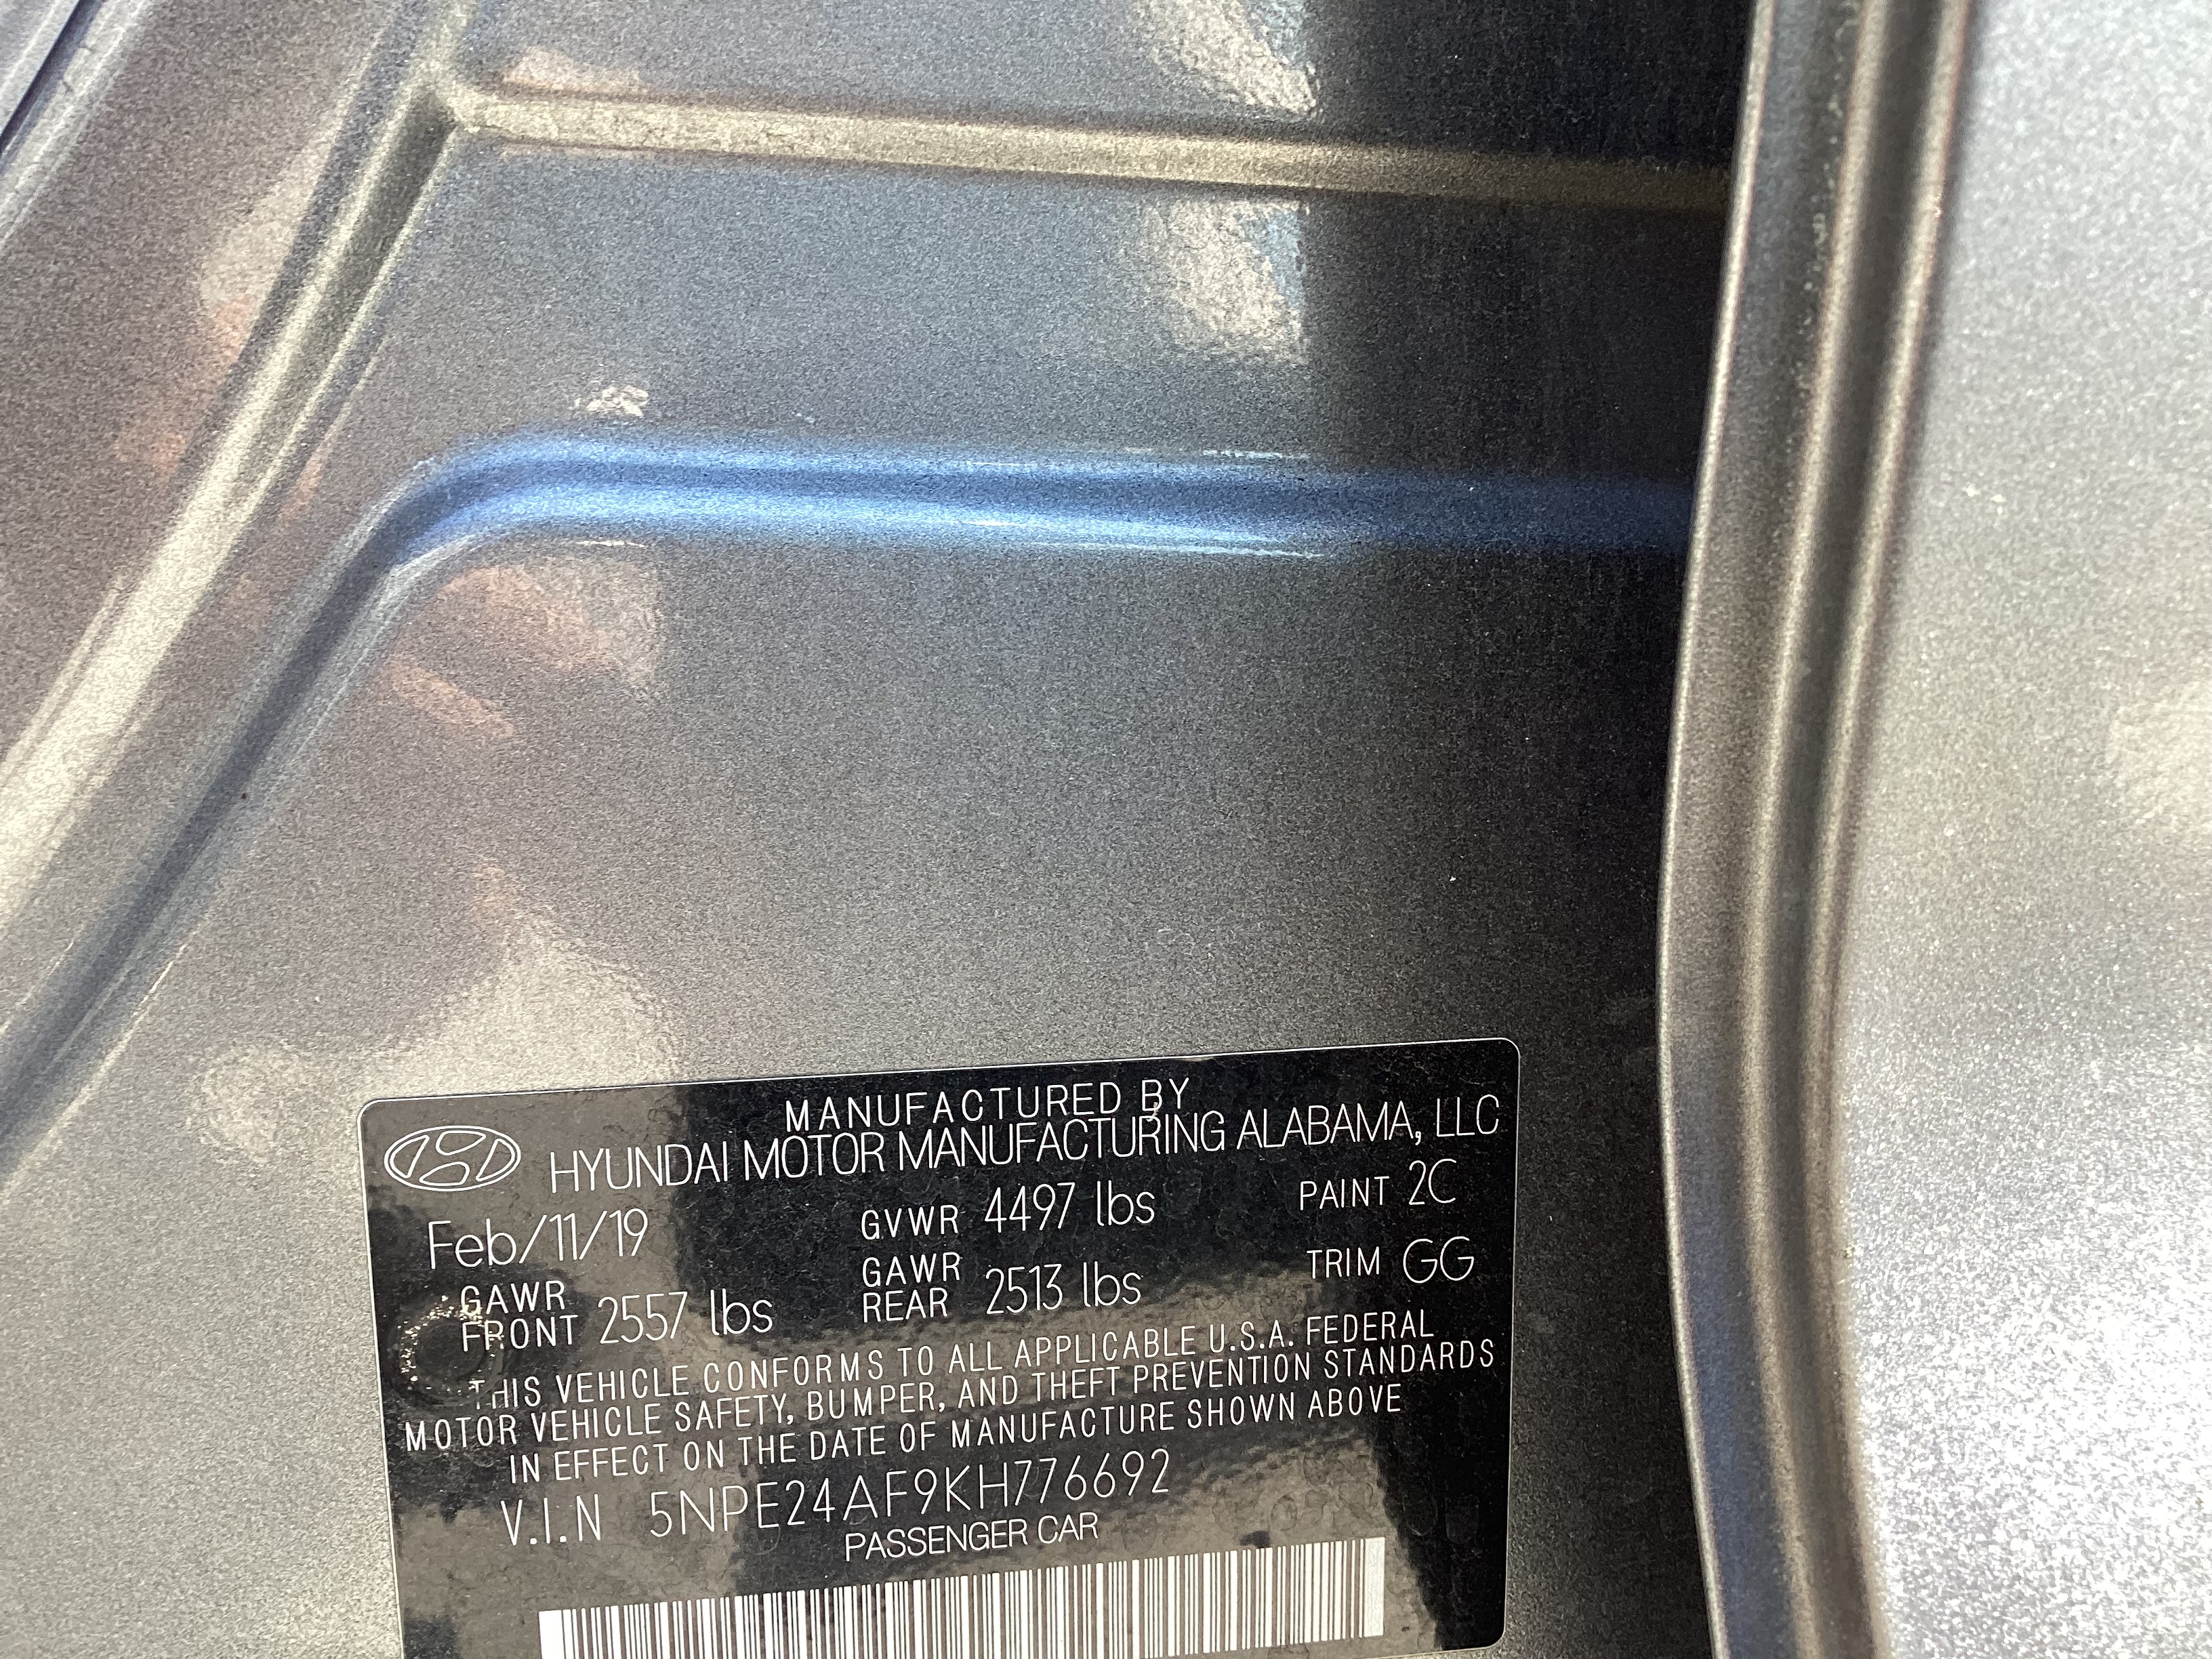 MANUFACTURED BY
HYUNDAI MOTOR MANUFACTURING ALABAMA, LLC
Feb/11/19 GVWR 4497 lbs PAINT 2C
GAWR FRONT 2557 lbs GAWR REAR 2513 lbs TRIM GG
THIS VEHICLE CONFORMS TO ALL APPLICABLE U.S.A. FEDERAL
MOTOR VEHICLE SAFETY, BUMPER, AND THEFT PREVENTION STANDARDS
IN EFFECT ON THE DATE OF MANUFACTURE SHOWN ABOVE
V.I.N 5NPE24AF9KH776692
PASSENGER CAR